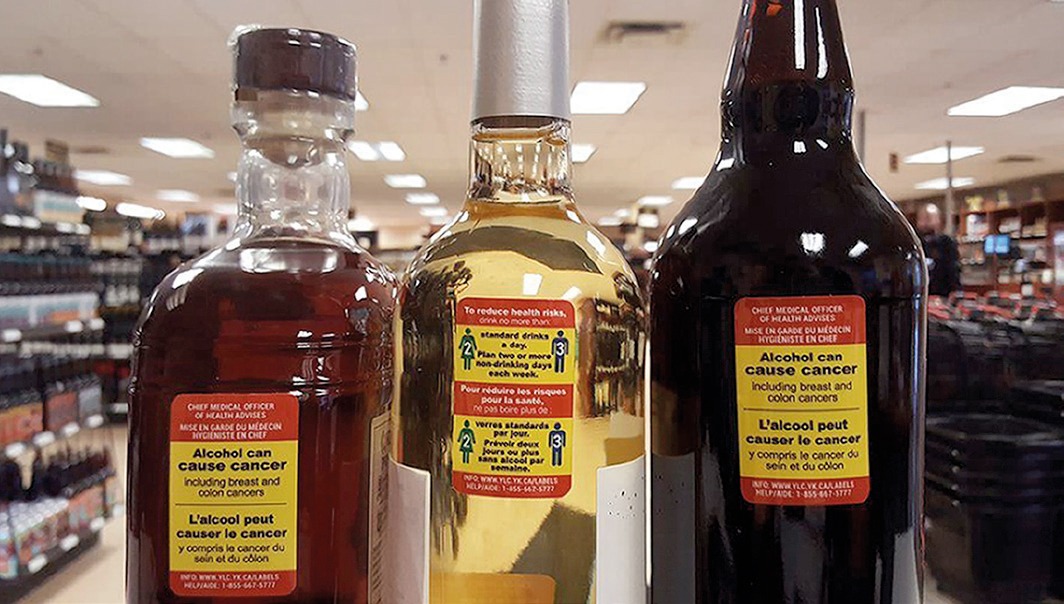 CHIEF MEDICAL OFFICER
OF HEALTH ADVISES
MISE EN GARDE DU MÉDECIN
HYGIÉNISTE EN CHEF
Alcohol can
cause cancer
including breast and
colon cancers
L'alcool peut
causer le cancer
y compris le cancer du
sein et du côlon
INFO: WWW.YLC.YK.CA/LABELS
HELP/AIDE: 1-855-667-5777
To reduce health risks,
drink no more than:
2
standard drinks
a day.
Plan two or more
non-drinking days
each week.
3
Pour réduire les risques
pour la santé,
ne pas boire plus de :
2
verres standards
par jour.
Prévoir deux
jours ou plus
sans alcool par
semaine.
3
INFO: WWW.YLC.YK.CA/LABELS
HELP/AIDE: 1-855-667-5777
CHIEF MEDICAL OFFICER
OF HEALTH ADVISES
MISE EN GARDE DU MÉDECIN
HYGIÉNISTE EN CHEF
Alcohol can
cause cancer
including breast and
colon cancers
L'alcool peut
causer le cancer
y compris le cancer du
sein et du côlon
INFO: WWW.YLC.YK.CA/LABELS
HELP/AIDE: 1-855-667-5777